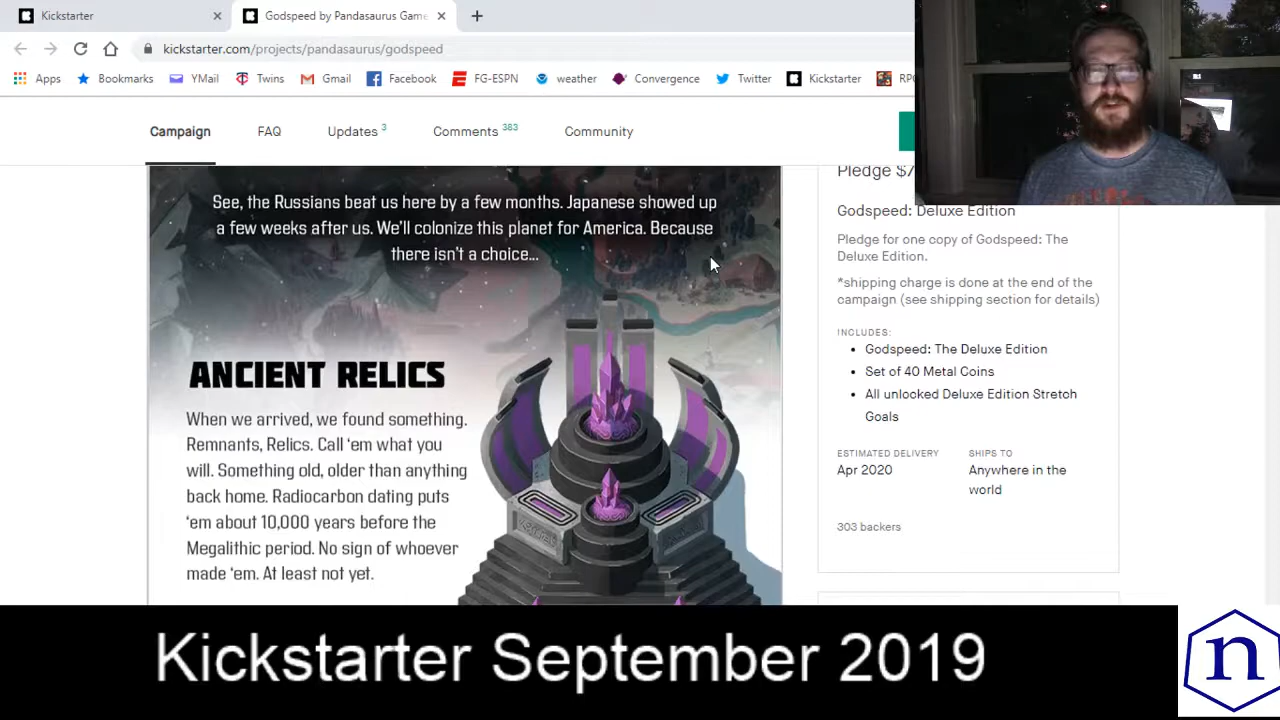 Kickstarter
Godspeed by Pandasaurus Game
kickstarter.com/projects/pandasaurus/godspeed
Apps Bookmarks YMail Twins Gmail Facebook FG-ESPN weather Convergence Twitter Kickstarter RPG
Campaign FAQ Updates 3 Comments 383 Community
See, the Russians beat us here by a few months. Japanese showed up
a few weeks after us. We'll colonize this planet for America. Because
there isn't a choice...
ANCIENT RELICS
When we arrived, we found something.
Remnants, Relics. Call 'em what you
will. Something old, older than anything
back home. Radiocarbon dating puts
'em about 10,000 years before the
Megalithic period. No sign of whoever
made 'em. At least not yet.
Pledge $7
Godspeed: Deluxe Edition
Pledge for one copy of Godspeed: The
Deluxe Edition.
*shipping charge is done at the end of the
campaign (see shipping section for details)
INCLUDES:
• Godspeed: The Deluxe Edition
• Set of 40 Metal Coins
• All unlocked Deluxe Edition Stretch
Goals
ESTIMATED DELIVERY SHIPS TO
Apr 2020 Anywhere in the
world
303 backers
Kickstarter September 2019
n